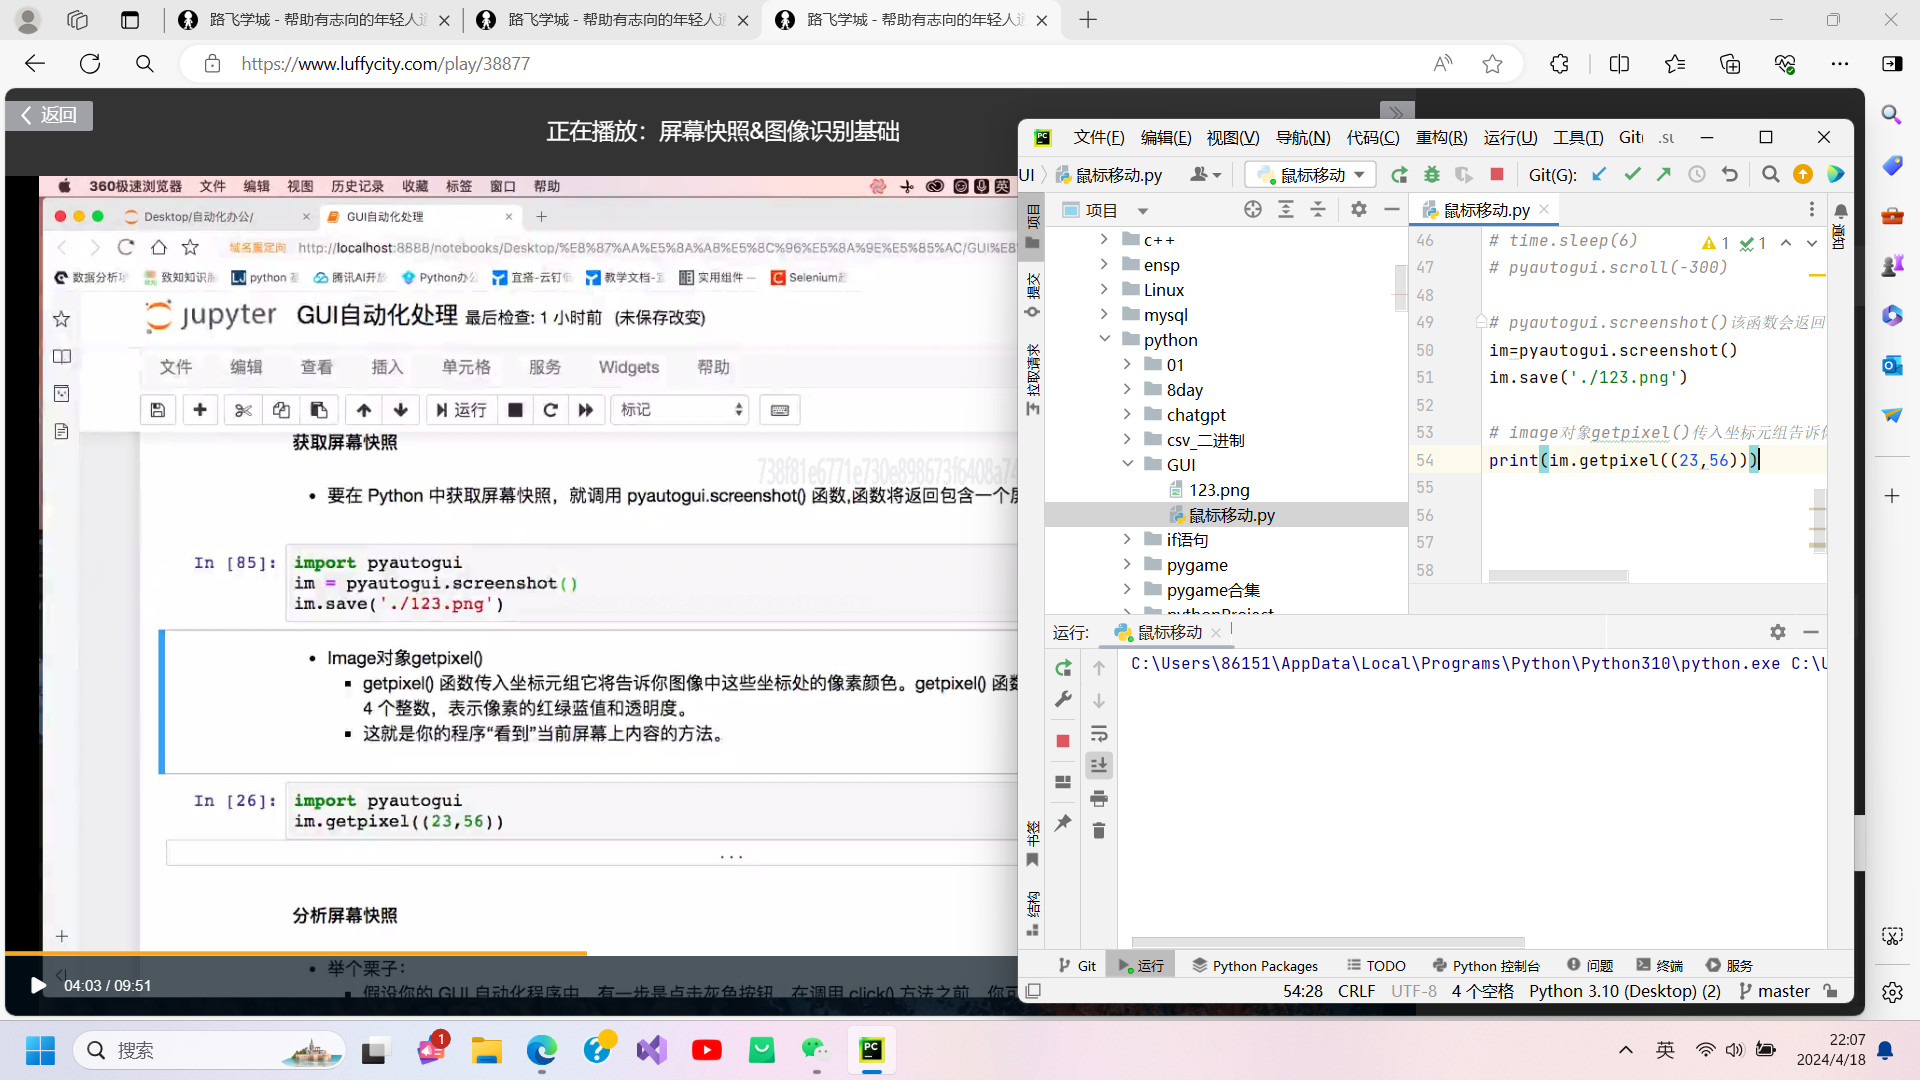 路飞学城 - 帮助有志向的年轻人
路飞学城 - 帮助有志向的年轻人
路飞学城 - 帮助有志向的年轻人
https://www.luffycity.com/play/38877
返回
正在播放：屏幕快照&图像识别基础
360极速浏览器 文件 编辑 视图 历史记录 收藏 标签 窗口 帮助
英
Desktop/自动化办公/
GUI自动化处理
域名重定向 http://localhost:8888/notebooks/Desktop/%E8%87%AA%E5%8A%A8%E5%8C%96%E5%8A%9E%E5%85%AC/GUI%E8
数据分析 致知知识 python 腾讯AI开放 Python办公 宜搭-云钉 教学文档- 实用组件 Selenium
jupyter GUI自动化处理 最后检查: 1 小时前 (未保存改变)
文件 编辑 查看 插入 单元格 服务 Widgets 帮助
运行 标记
获取屏幕快照
738f81e6771e730e898673f6408a74
要在 Python 中获取屏幕快照，就调用 pyautogui.screenshot() 函数,函数将返回包含一个
In [85]:
import pyautogui
im = pyautogui.screenshot()
im.save('./123.png')
Image对象getpixel()
getpixel() 函数传入坐标元组它将告诉你图像中这些坐标处的像素颜色。getpixel() 函
4 个整数，表示像素的红绿蓝值和透明度。
这就是你的程序“看到”当前屏幕上内容的方法。
In [26]:
import pyautogui
im.getpixel((23,56))
...
分析屏幕快照
举个栗子：
假设你的 GUI 自动化程序中，有一步是点击灰色按钮。在调用 click() 方法之前，你可
04:03 / 09:51
文件(F) 编辑(E) 视图(V) 导航(N) 代码(C) 重构(R) 运行(U) 工具(T) Git
UI 鼠标移动.py 鼠标移动 Git(G):
项目
鼠标移动.py
项目
提交
拉取请求
书签
结构
通知
c++
ensp
Linux
mysql
python
01
8day
chatgpt
csv_二进制
GUI
123.png
鼠标移动.py
if语句
pygame
pygame合集
pythonProject
1 1
46 # time.sleep(6)
47 # pyautogui.scroll(-300)
48
49 # pyautogui.screenshot()该函数会返回
50 im=pyautogui.screenshot()
51 im.save('./123.png')
52
53 # image对象getpixel()传入坐标元组告诉
54 print(im.getpixel((23,56)))
55
56
57
58
运行: 鼠标移动
C:\Users\86151\AppData\Local\Programs\Python\Python310\python.exe C:\U
Git 运行 Python Packages TODO Python 控制台 问题 终端 服务
54:28 CRLF UTF-8 4 个空格 Python 3.10 (Desktop) (2) master
搜索
1
英
22:07
2024/4/18